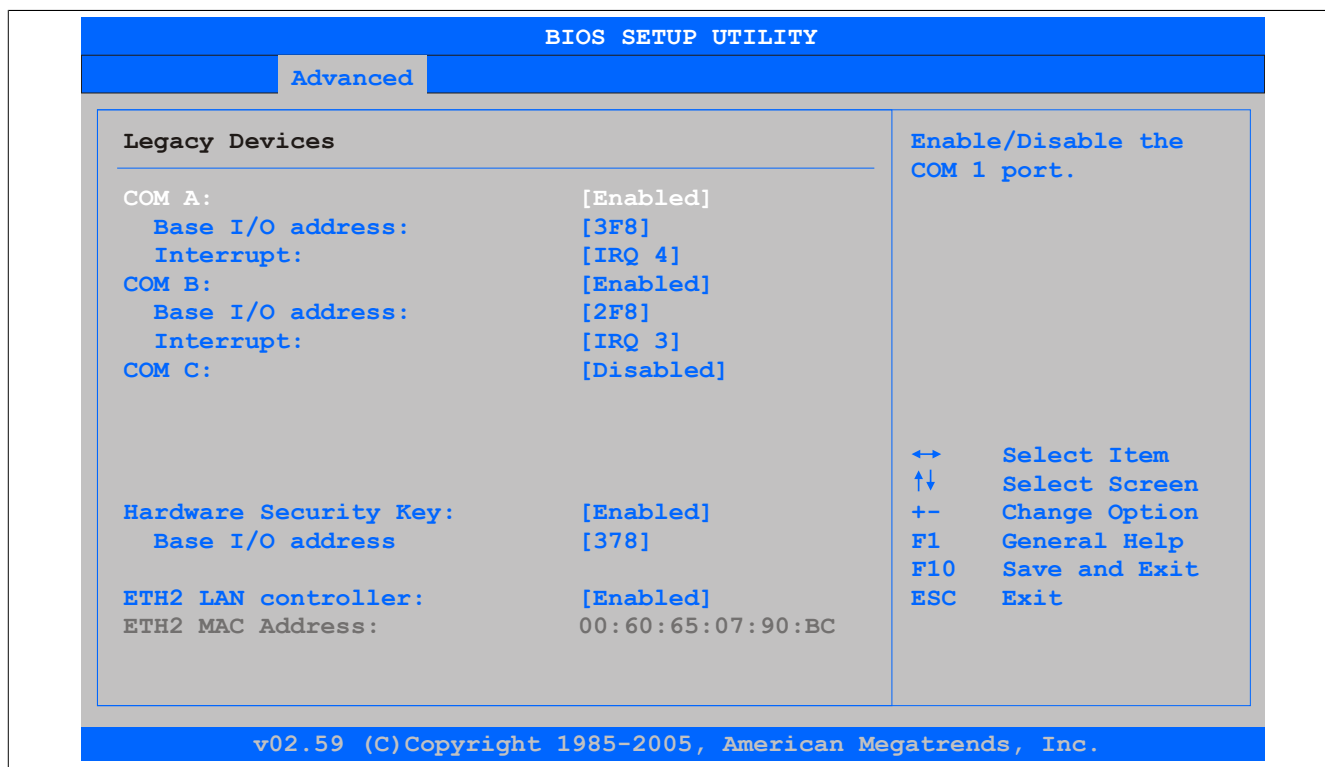 BIOS SETUP UTILITY
Advanced
Legacy Devices
COM A: [Enabled]
Base I/O address: [3F8]
Interrupt: [IRQ 4]
COM B: [Enabled]
Base I/O address: [2F8]
Interrupt: [IRQ 3]
COM C: [Disabled]
Hardware Security Key: [Enabled]
Base I/O address [378]
ETH2 LAN controller: [Enabled]
ETH2 MAC Address: 00:60:65:07:90:BC
Enable/Disable the
COM 1 port.
↔ Select Item
↑↓ Select Screen
+- Change Option
F1 General Help
F10 Save and Exit
ESC Exit
v02.59 (C)Copyright 1985-2005, American Megatrends, Inc.